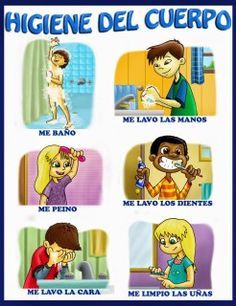 HIGIENE DEL CUERPO
ME BAÑO
ME LAVO LAS MANOS
ME PEINO
ME LAVO LOS DIENTES
ME LAVO LA CARA
ME LIMPIO LAS UÑAS